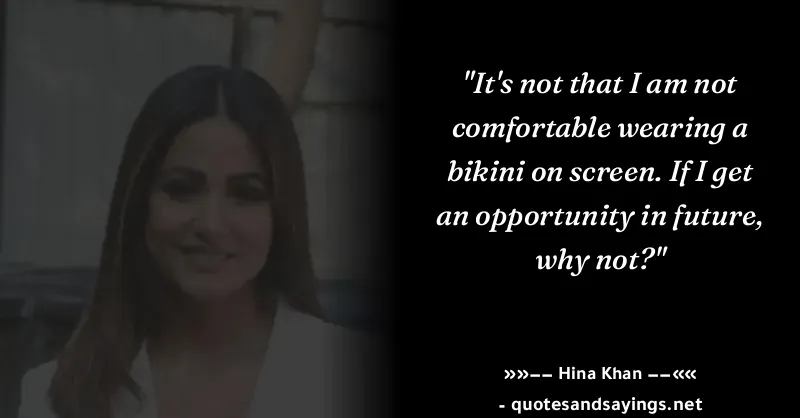 "It's not that I am not
comfortable wearing a
bikini on screen. If I get
an opportunity in future,
why not?"
»»–– Hina Khan ––««
- quotesandsayings.net